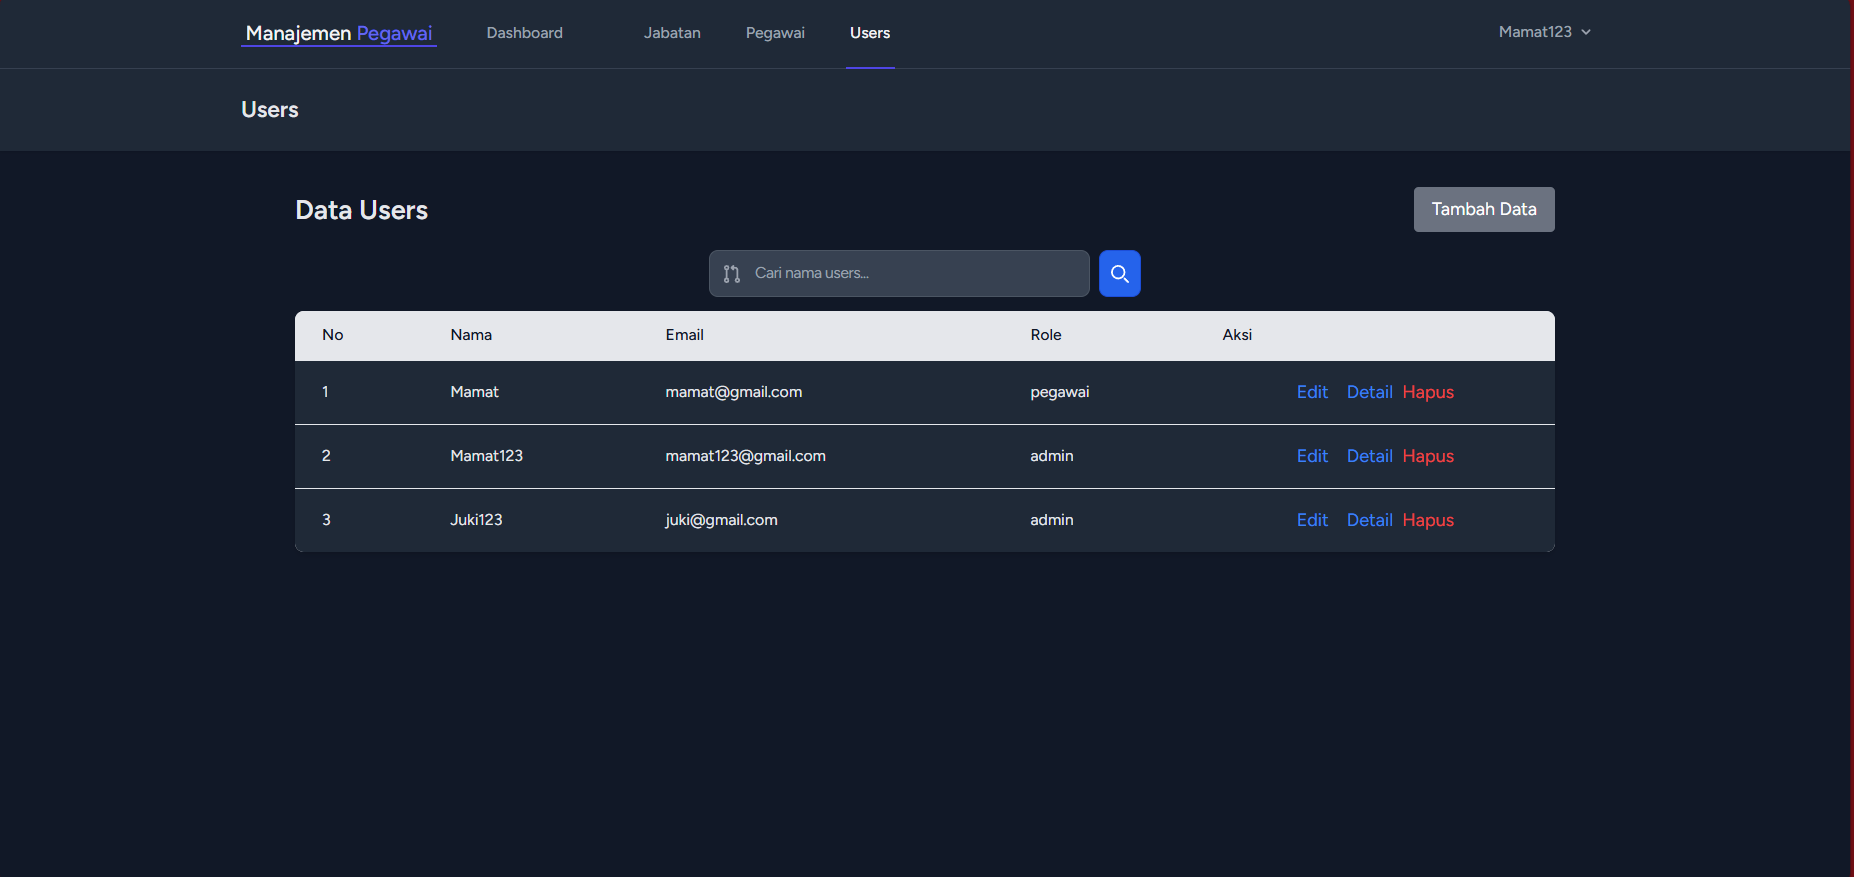 Manajemen Pegawai Dashboard Jabatan Pegawai Users Mamat123
Users
Data Users Tambah Data
Cari nama users...
No Nama Email Role Aksi
1 Mamat mamat@gmail.com pegawai Edit Detail Hapus
2 Mamat123 mamat123@gmail.com admin Edit Detail Hapus
3 Juki123 juki@gmail.com admin Edit Detail Hapus